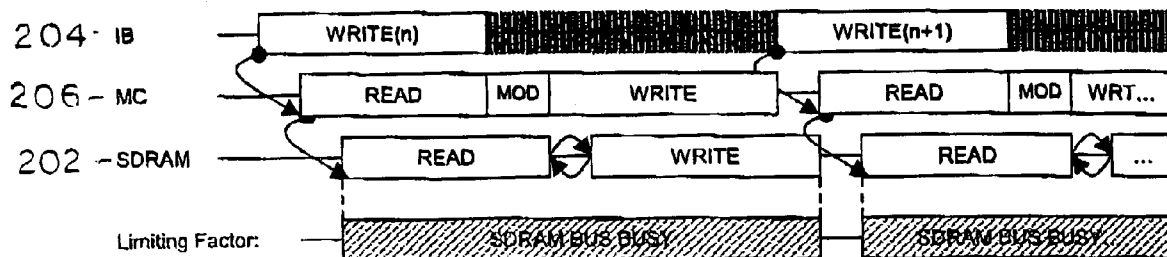 204- IB WRITE(n) WRITE(n+1)
206- MC READ MOD WRITE READ MOD WRT...
202-SDRAM READ WRITE READ ...
Limiting Factor: SDRAM BUS BUSY SDRAM BUS BUSY...